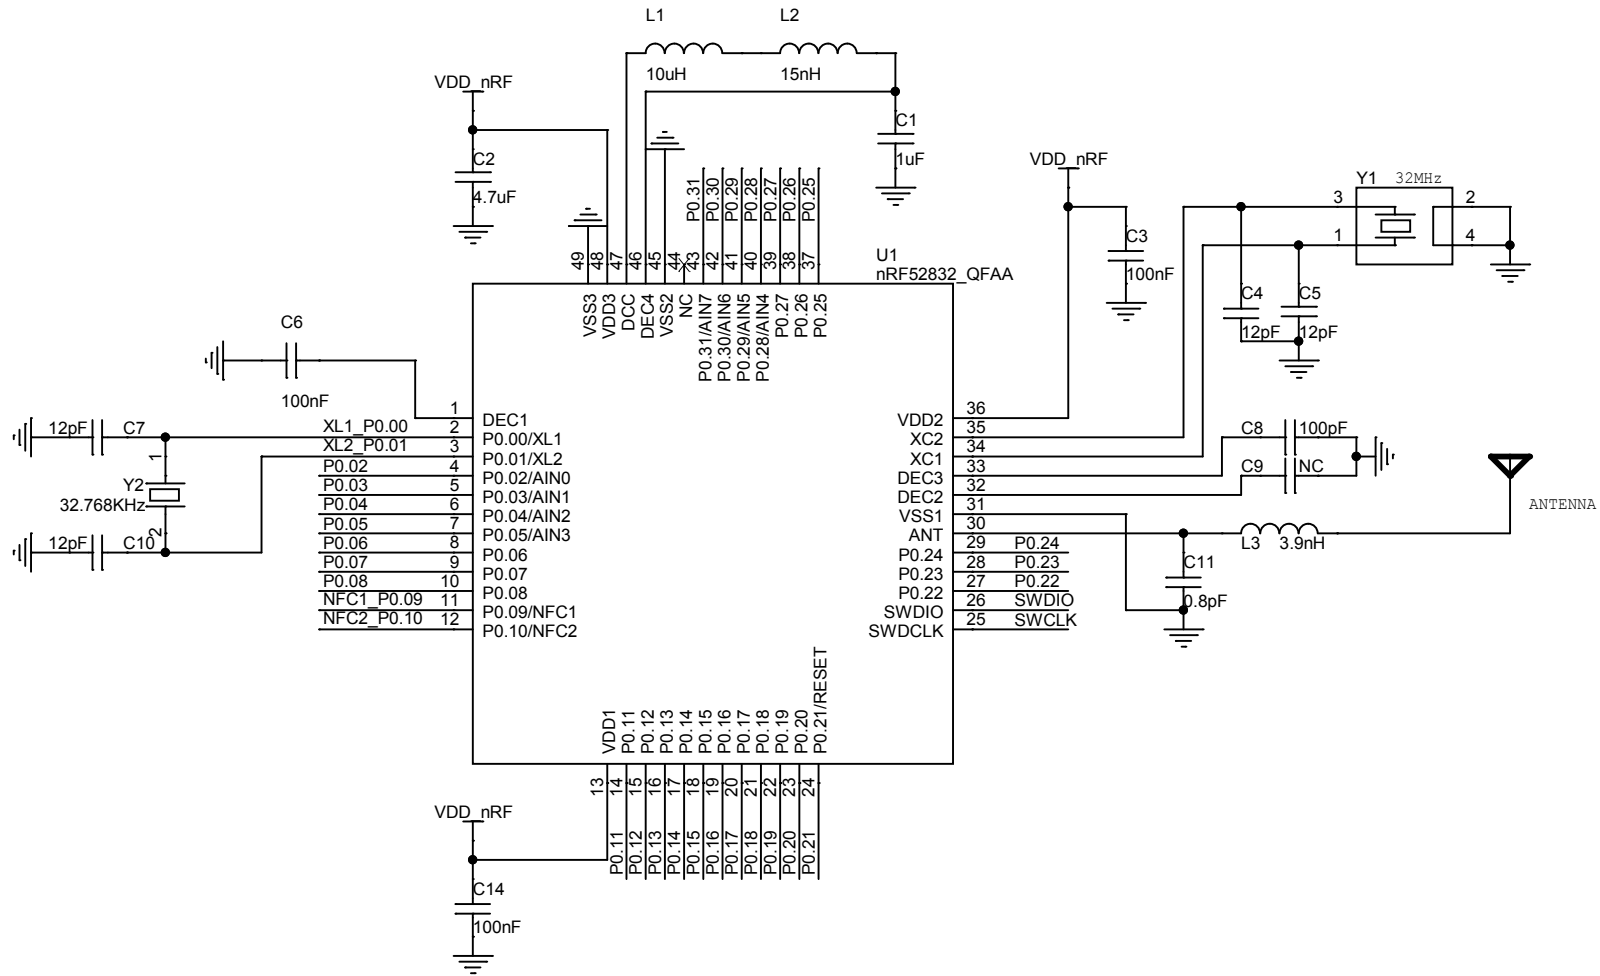 L1
L2
10uH
15nH
VDD_nRF
C1
1uF
C2
4.7uF
P0.31
P0.30
P0.29
P0.28
P0.27
P0.26
P0.25
49
48
47
46
45
44
43
42
41
40
39
38
37
VSS3
VDD3
DCC
DEC4
VSS2
NC
P0.31/AIN7
P0.30/AIN6
P0.29/AIN5
P0.28/AIN4
P0.27
P0.26
P0.25
U1
nRF52832_QFAA
VDD_nRF
C3
100nF
Y1 32MHz
3
2
1
4
C4
C5
12pF
12pF
C6
100nF
1 DEC1
XL1_P0.00 2 P0.00/XL1
XL2_P0.01 3 P0.01/XL2
P0.02 4 P0.02/AIN0
P0.03 5 P0.03/AIN1
P0.04 6 P0.04/AIN2
P0.05 7 P0.05/AIN3
P0.06 8 P0.06
P0.07 9 P0.07
P0.08 10 P0.08
NFC1_P0.09 11 P0.09/NFC1
NFC2_P0.10 12 P0.10/NFC2
12pF C7
1
Y2
32.768KHz
2
12pF C10
VDD2 36
XC2 35
XC1 34
DEC3 33
DEC2 32
VSS1 31
ANT 30
P0.24 29 P0.24
P0.23 28 P0.23
P0.22 27 P0.22
SWDIO 26 SWDIO
SWDCLK 25 SWCLK
C8 100pF
C9 NC
ANTENNA
L3 3.9nH
C11
0.8pF
VDD1
P0.11
P0.12
P0.13
P0.14
P0.15
P0.16
P0.17
P0.18
P0.19
P0.20
P0.21/RESET
13
14
15
16
17
18
19
20
21
22
23
24
P0.11
P0.12
P0.13
P0.14
P0.15
P0.16
P0.17
P0.18
P0.19
P0.20
P0.21
VDD_nRF
C14
100nF